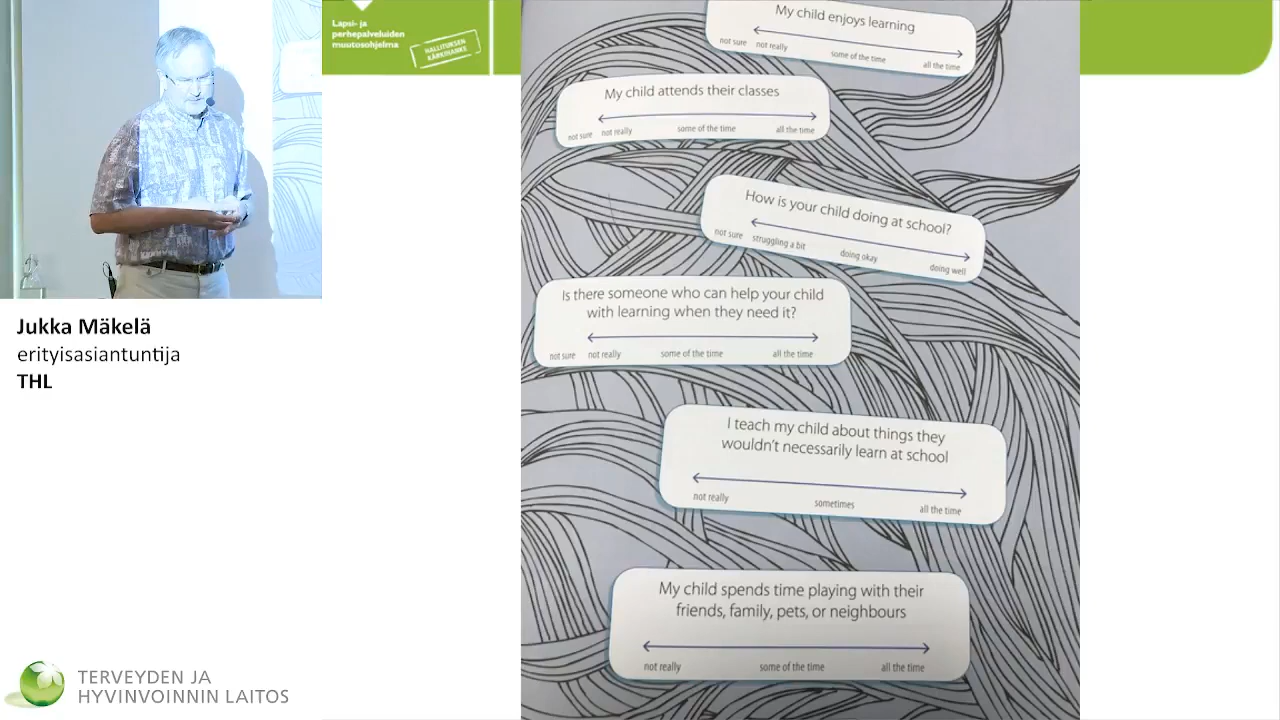 Lapsi- ja
perhepalveluiden
muutosohjelma
HALLITUKSEN
KÄRKIHANKE
My child enjoys learning
not sure not really some of the time all the time
My child attends their classes
not sure not really some of the time all the time
How is your child doing at school?
not sure struggling a bit doing okay doing well
Is there someone who can help your child
with learning when they need it?
not sure not really some of the time all the time
I teach my child about things they
wouldn't necessarily learn at school
not really sometimes all the time
My child spends time playing with their
friends, family, pets, or neighbours
not really some of the time all the time
Jukka Mäkelä
erityisasiantuntija
THL
TERVEYDEN JA
HYVINVOINNIN LAITOS